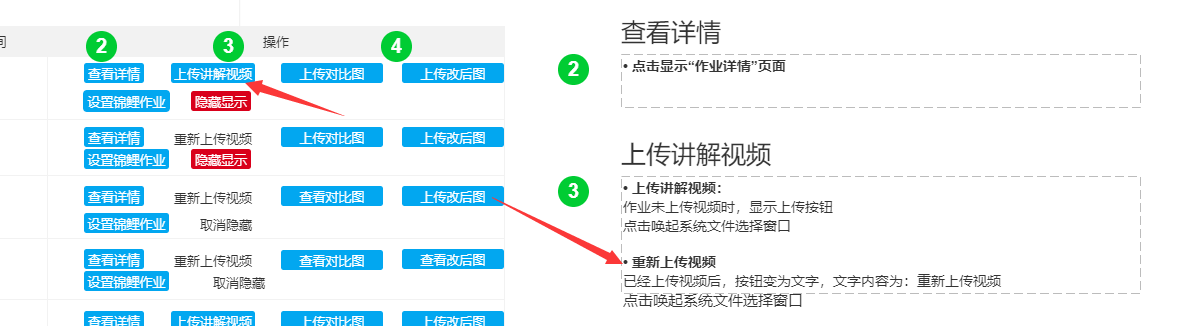 间
2
3
操作
4
查看详情
上传讲解视频
上传对比图
上传改后图
设置锦鲤作业
隐藏显示
查看详情
重新上传视频
上传对比图
上传改后图
设置锦鲤作业
隐藏显示
查看详情
重新上传视频
查看对比图
上传改后图
设置锦鲤作业
取消隐藏
查看详情
重新上传视频
查看对比图
查看改后图
设置锦鲤作业
取消隐藏
查看详情
上传讲解视频
上传对比图
上传改后图
查看详情
2
• 点击显示“作业详情”页面
上传讲解视频
3
• 上传讲解视频：
作业未上传视频时，显示上传按钮
点击唤起系统文件选择窗口
• 重新上传视频
已经上传视频后，按钮变为文字，文字内容为：重新上传视频
点击唤起系统文件选择窗口